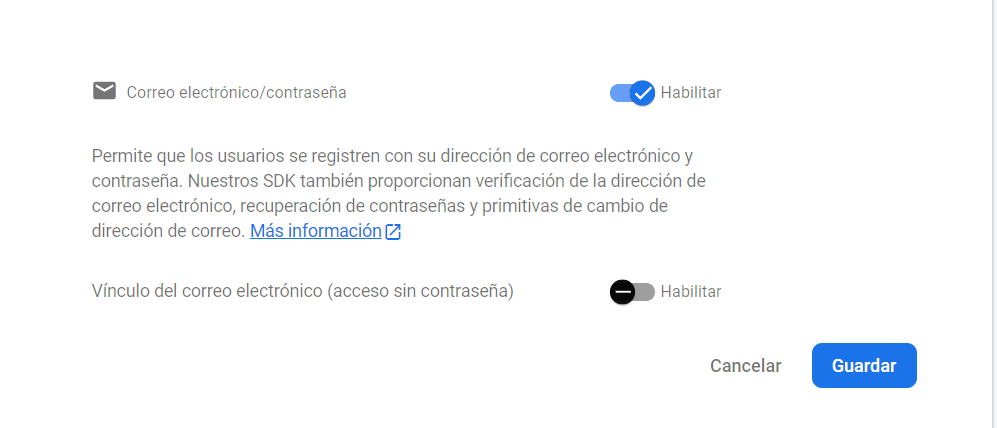 Correo electrónico/contraseña Habilitar
Permite que los usuarios se registren con su dirección de correo electrónico y
contraseña. Nuestros SDK también proporcionan verificación de la dirección de
correo electrónico, recuperación de contraseñas y primitivas de cambio de
dirección de correo. Más información
Vínculo del correo electrónico (acceso sin contraseña) Habilitar
Cancelar Guardar